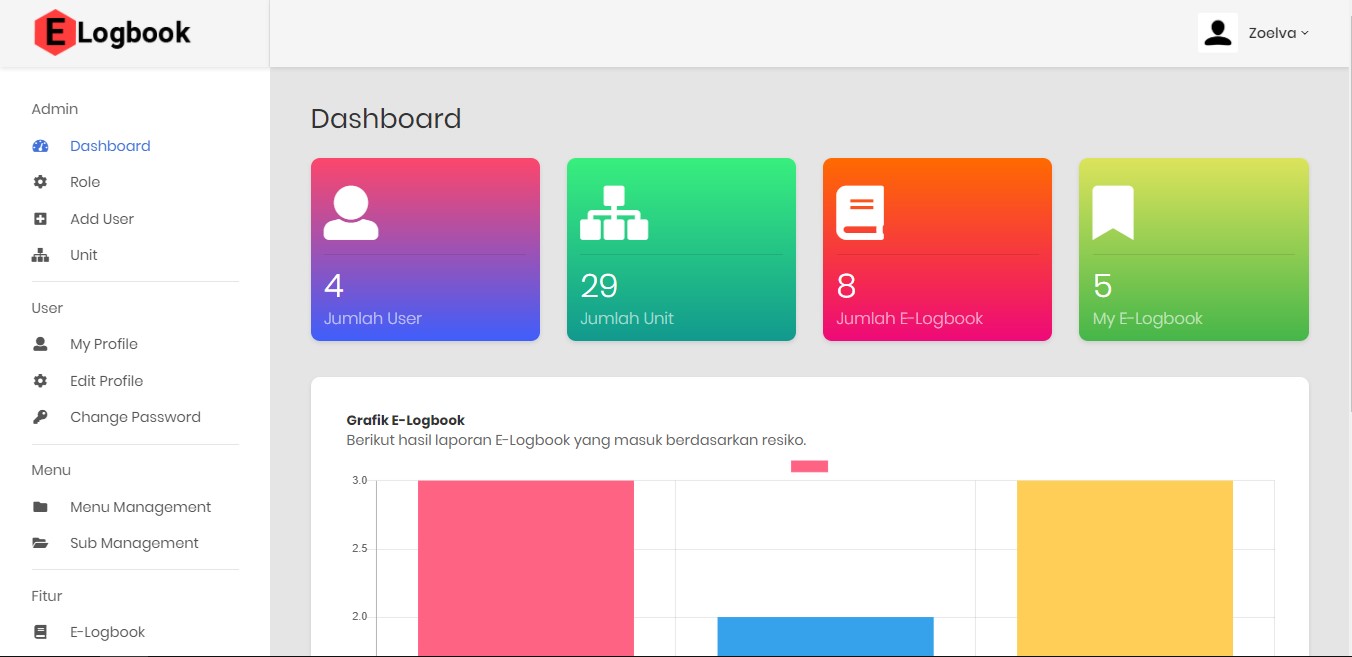 E Logbook
Zoelva
Admin
Dashboard
Role
Add User
Unit
User
My Profile
Edit Profile
Change Password
Menu
Menu Management
Sub Management
Fitur
E-Logbook
Dashboard
4
Jumlah User
29
Jumlah Unit
8
Jumlah E-Logbook
5
My E-Logbook
Grafik E-Logbook
Berikut hasil laporan E-Logbook yang masuk berdasarkan resiko.
3.0
2.5
2.0